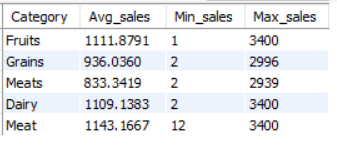 Category Avg_sales Min_sales Max_sales
Fruits 1111.8791 1 3400
Grains 936.0360 2 2996
Meats 833.3419 2 2939
Dairy 1109.1383 2 3400
Meat 1143.1667 12 3400